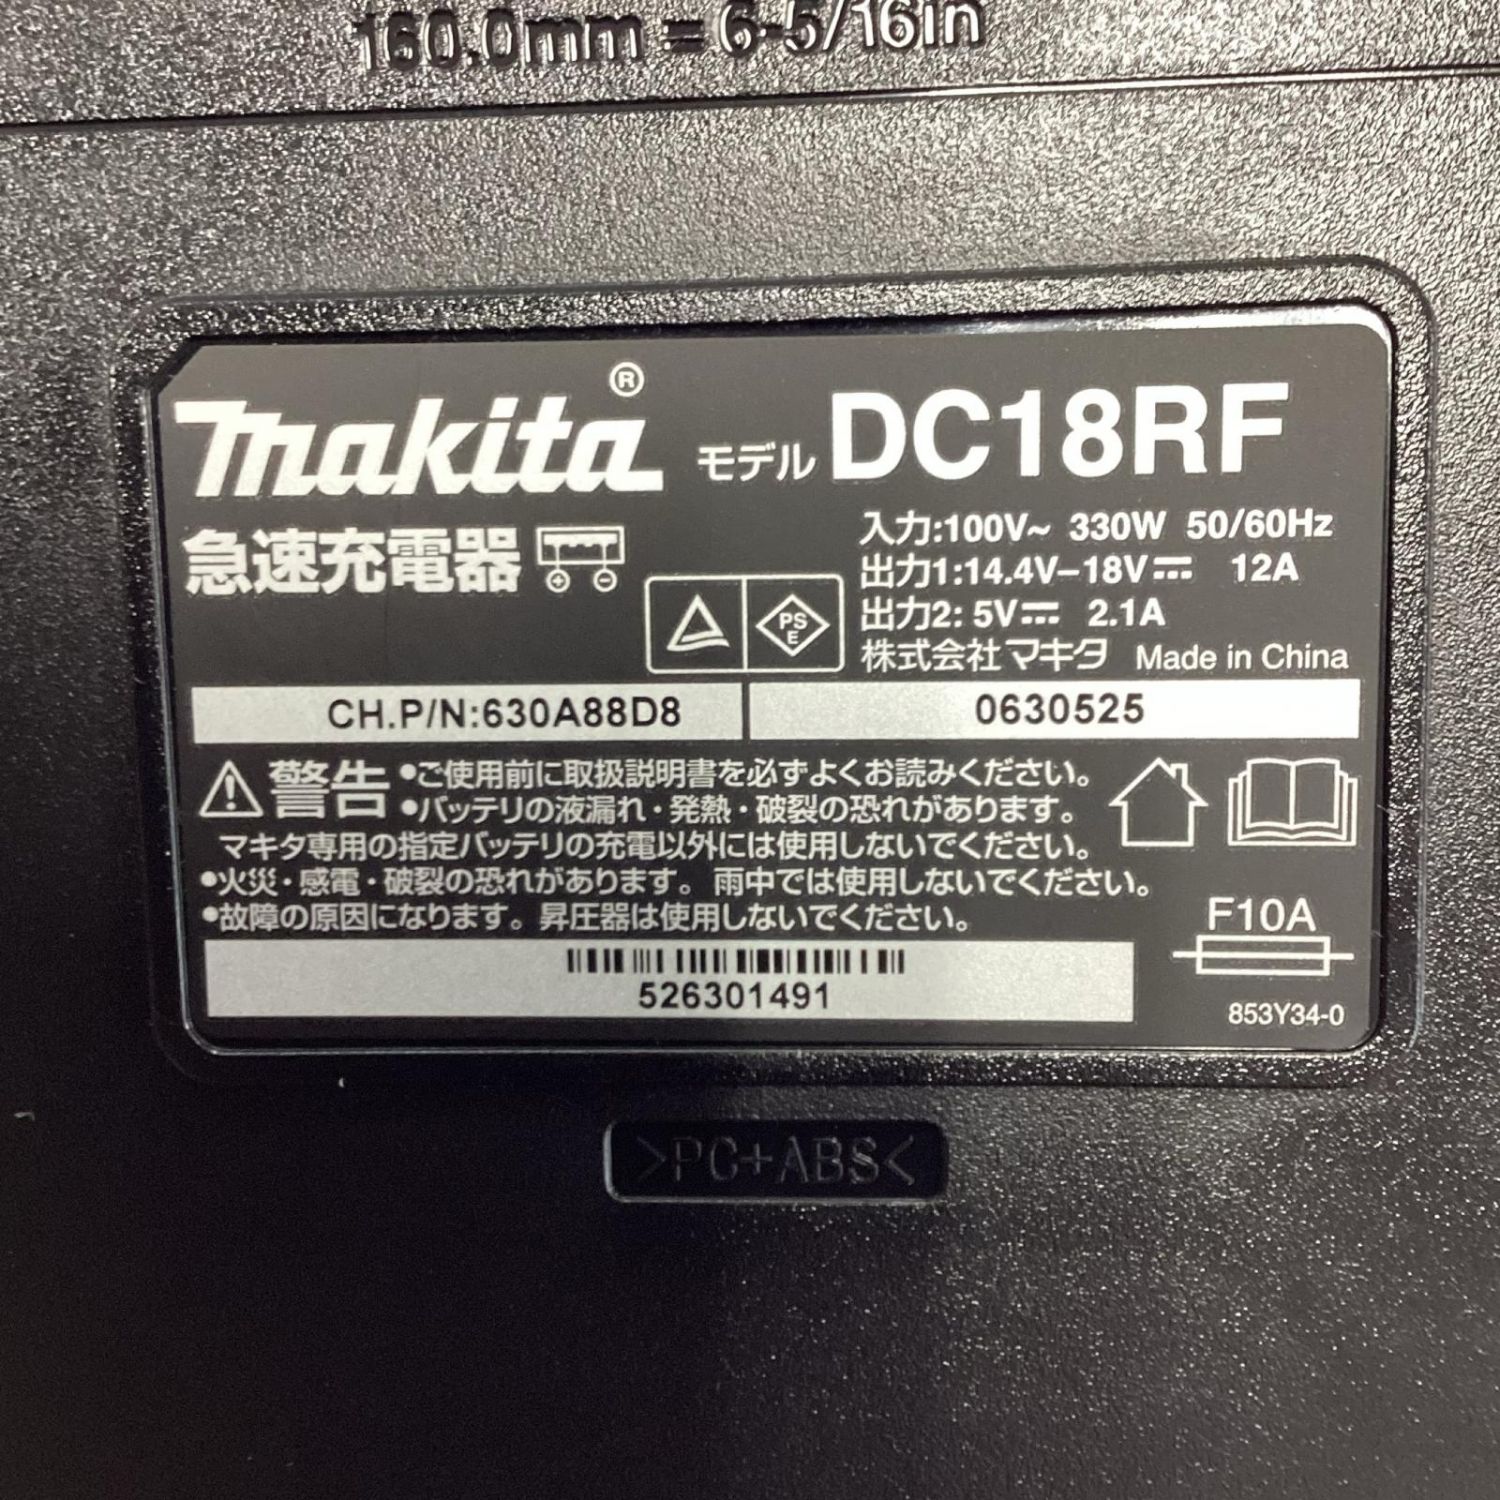 160.0mm = 6-5/16in
makita® モデル DC18RF
急速充電器
入力:100V~ 330W 50/60Hz
出力1:14.4V–18V⎓ 12A
出力2: 5V⎓ 2.1A
PS
E
株式会社マキタ Made in China
CH.P/N:630A88D8 0630525
警告 •ご使用前に取扱説明書を必ずよくお読みください。
•バッテリの液漏れ・発熱・破裂の恐れがあります。
マキタ専用の指定バッテリの充電以外には使用しないでください。
•火災・感電・破裂の恐れがあります。雨中では使用しないでください。
•故障の原因になります。昇圧器は使用しないでください。
F10A
526301491
853Y34-0
>PC+ABS<